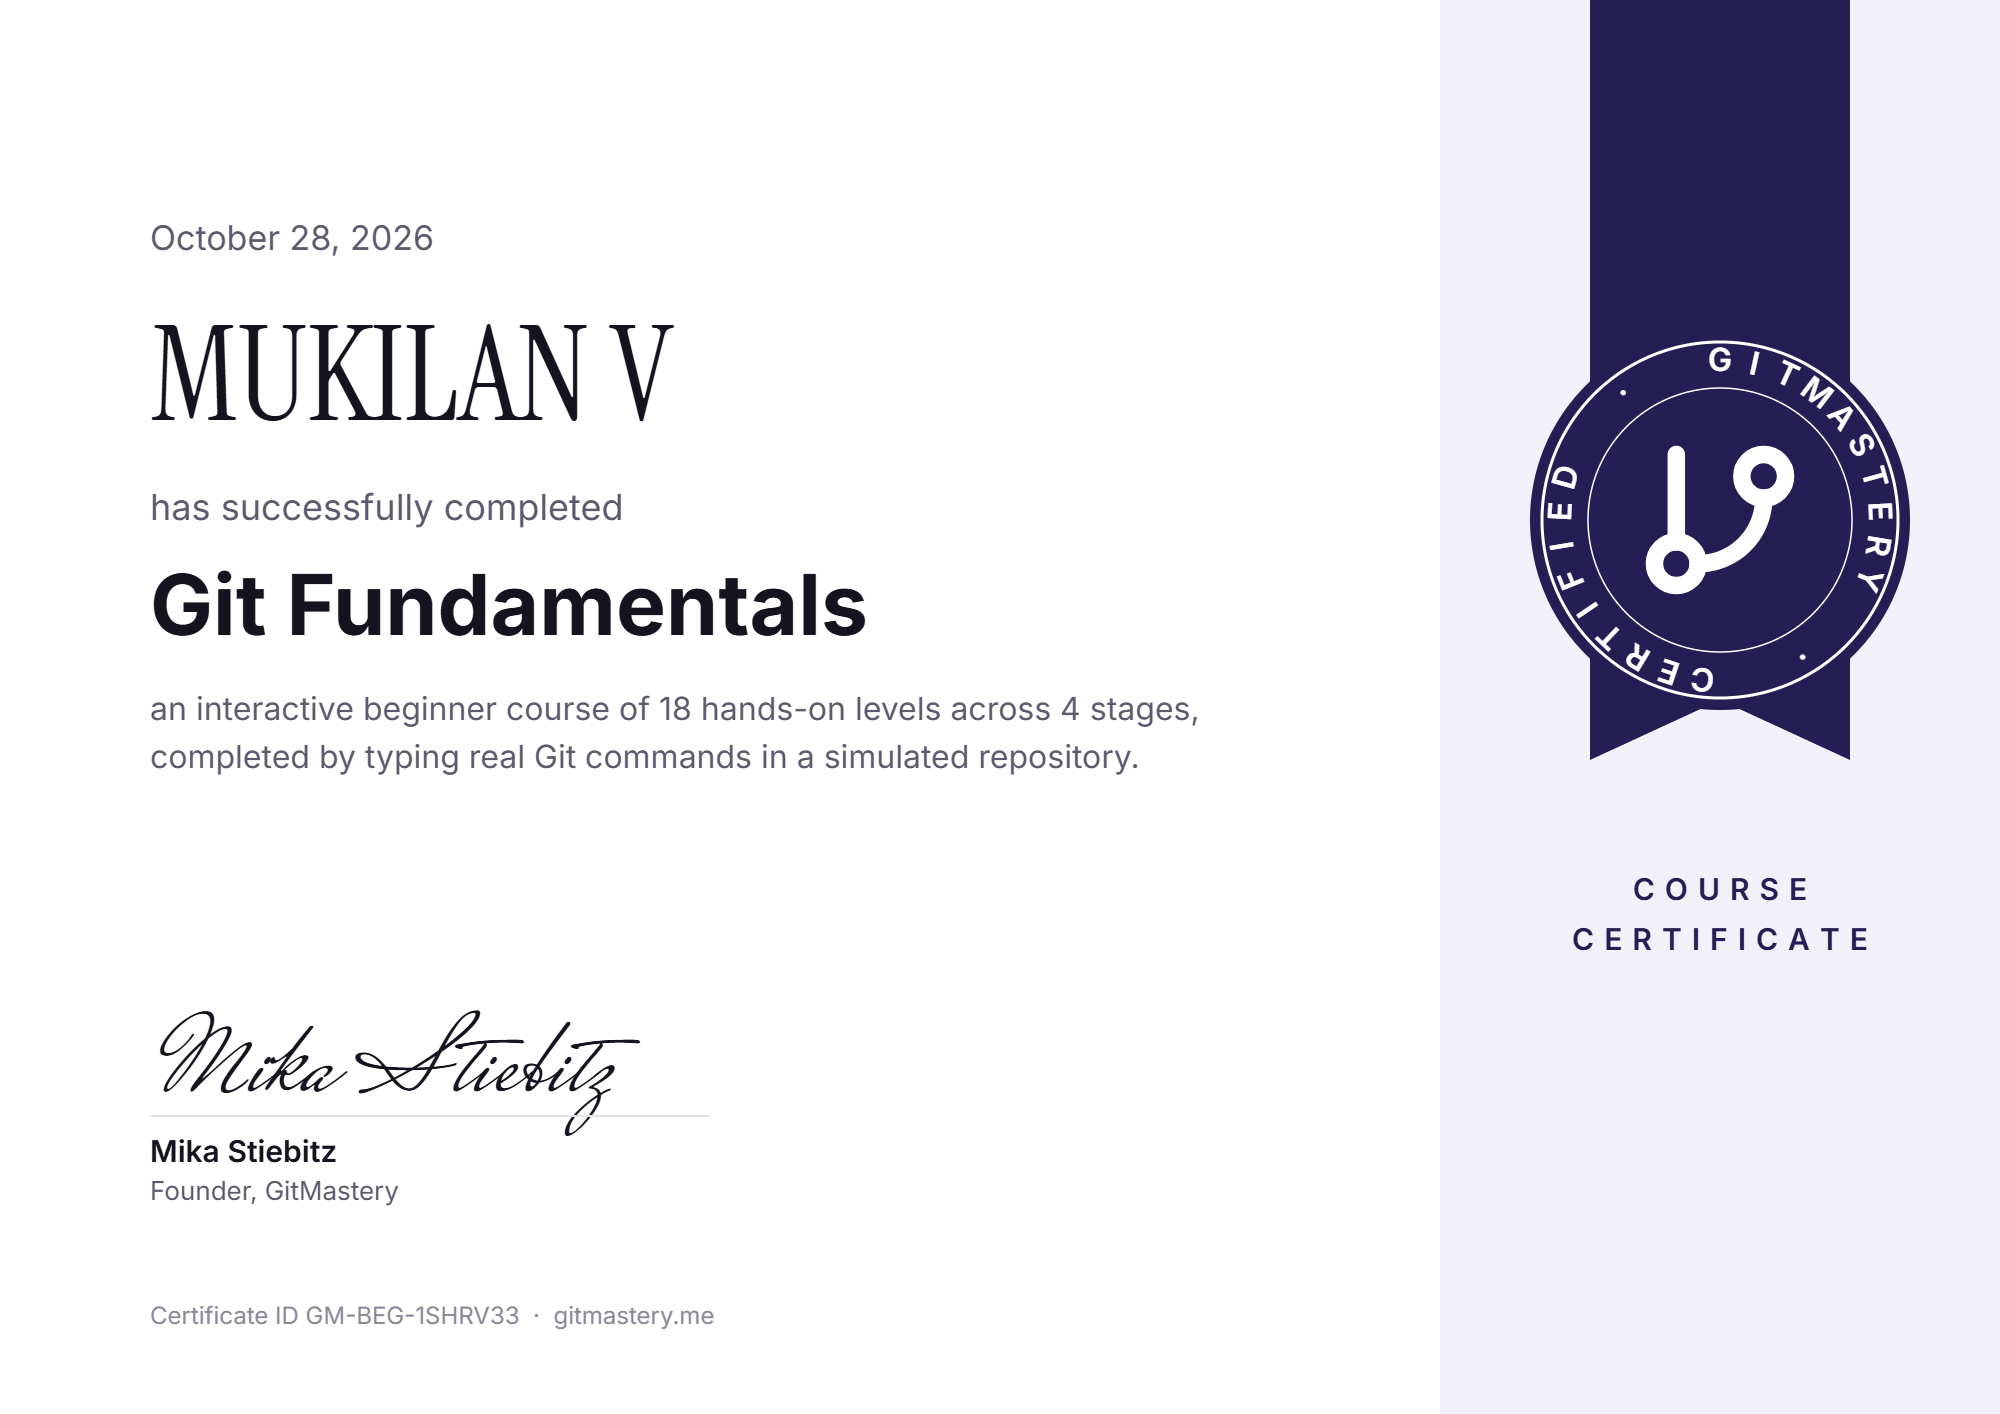 October 28, 2026
MUKILAN V
has successfully completed
Git Fundamentals
an interactive beginner course of 18 hands-on levels across 4 stages,
completed by typing real Git commands in a simulated repository.
Mika Stiebitz
Mika Stiebitz
Founder, GitMastery
Certificate ID GM-BEG-1SHRV33 · gitmastery.me
GITMASTERY · CERTIFIED ·
COURSE
CERTIFICATE